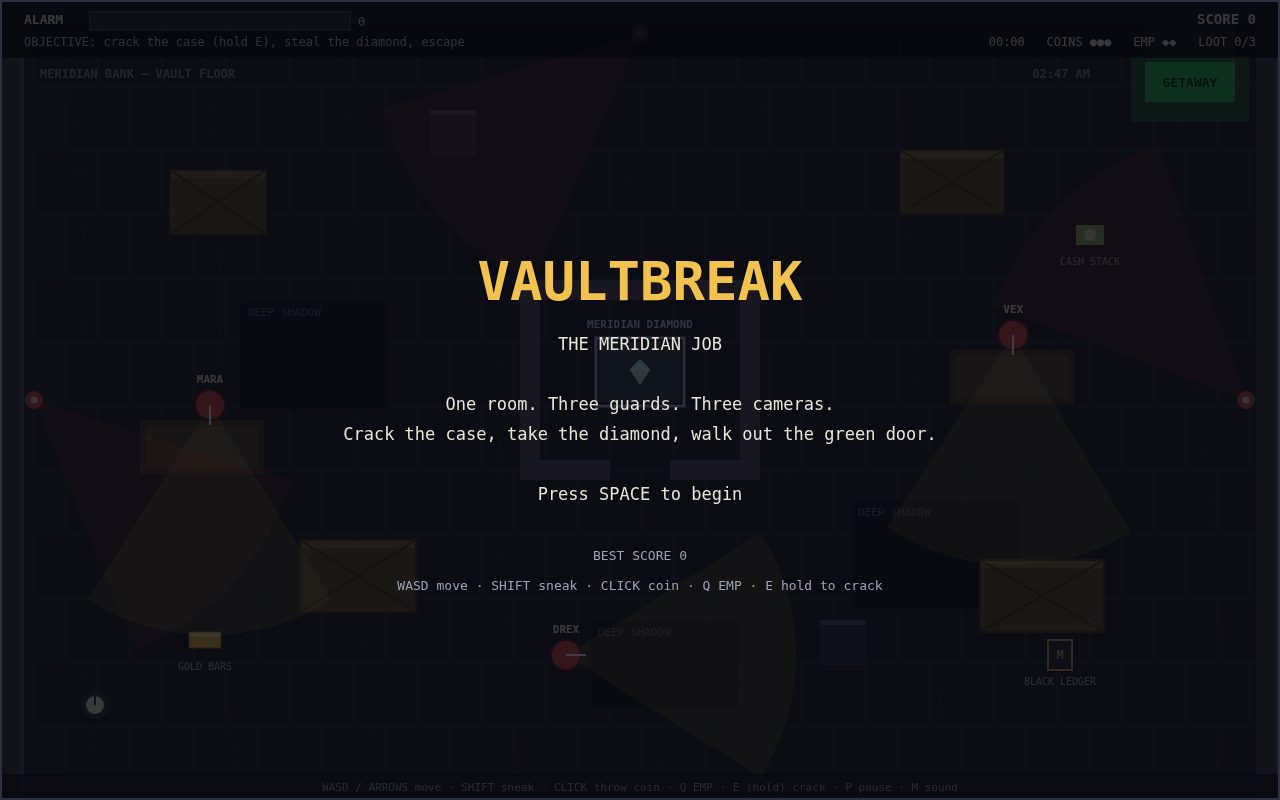 ALARM 0 SCORE 0
OBJECTIVE: crack the case (hold E), steal the diamond, escape 00:00 COINS ●●● EMP ◆◆ LOOT 0/3
MERIDIAN BANK — VAULT FLOOR 02:47 AM GETAWAY
CASH STACK
DEEP SHADOW
VEX
VAULTBREAK
MERIDIAN DIAMOND
THE MERIDIAN JOB
MARA
One room. Three guards. Three cameras.
Crack the case, take the diamond, walk out the green door.
Press SPACE to begin
DEEP SHADOW
BEST SCORE 0
WASD move · SHIFT sneak · CLICK coin · Q EMP · E hold to crack
DREX
DEEP SHADOW
M
GOLD BARS
BLACK LEDGER
WASD / ARROWS move · SHIFT sneak · CLICK throw coin · Q EMP · E (hold) crack · P pause · M sound